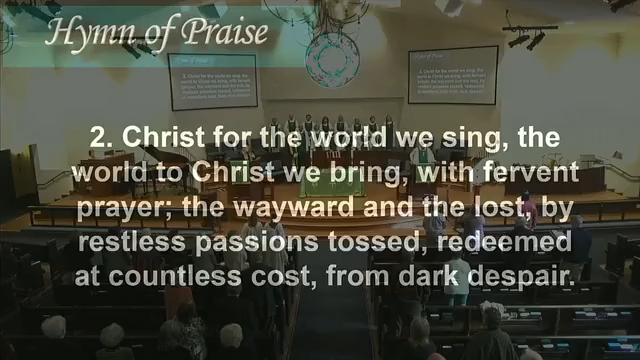 Hymn of Praise
2. Christ for the world we sing, the
world to Christ we bring, with fervent
prayer; the wayward and the lost, by
restless passions tossed, redeemed
at countless cost, from dark despair.